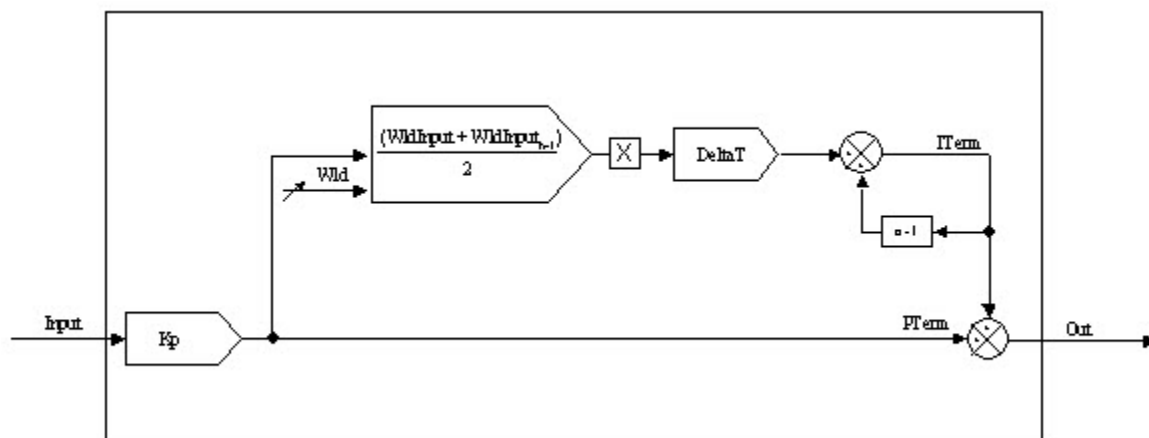 (WldInput + WldInput n-1)
2
Wld
X
DeltaT
ITerm
n-1
Input
Kp
PTerm
Out